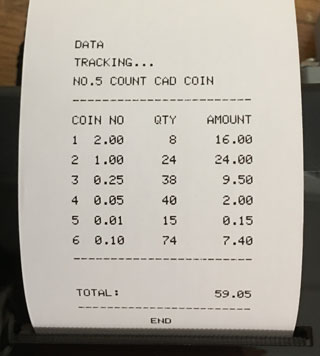 DATA
TRACKING...
NO.5 COUNT CAD COIN
---------------------------
COIN NO QTY AMOUNT
1 2.00 8 16.00
2 1.00 24 24.00
3 0.25 38 9.50
4 0.05 40 2.00
5 0.01 15 0.15
6 0.10 74 7.40
---------------------------
TOTAL: 59.05
---------------------------
END